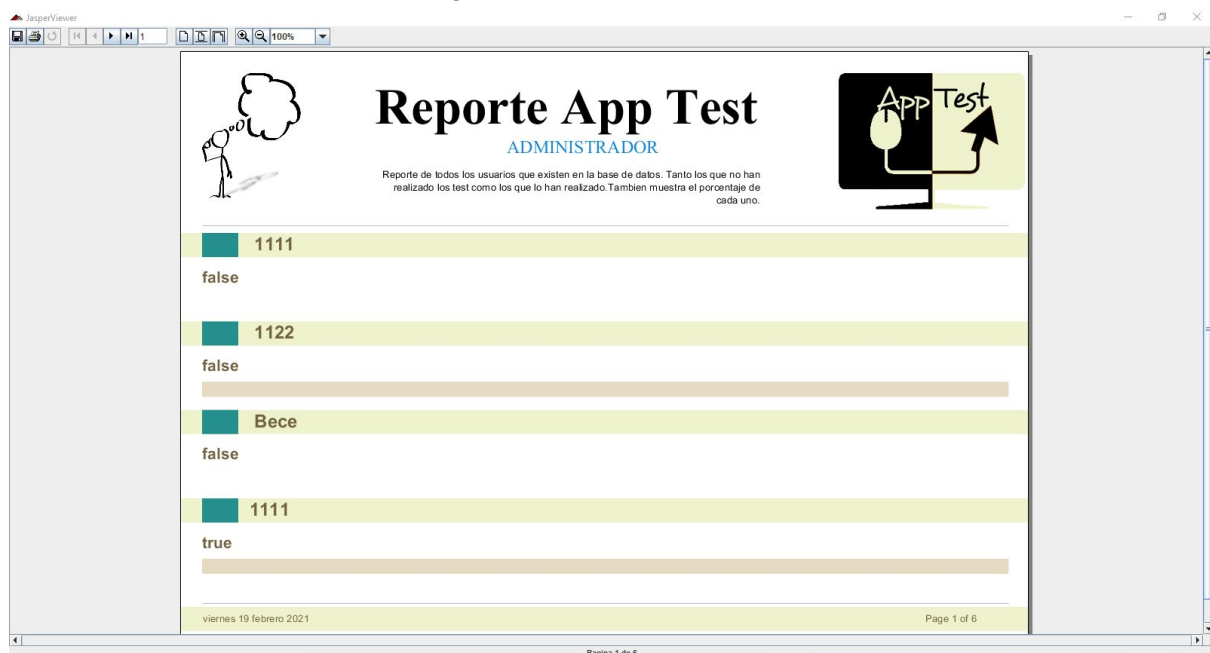 JasperViewer
1
100%
Reporte App Test
App Test
ADMINISTRADOR
Reporte de todos los usuarios que existen en la base de datos. Tanto los que no han
realizado los test como los que lo han realizado.Tambien muestra el porcentaje de
cada uno.
1111
false
1122
false
Bece
false
1111
true
viernes 19 febrero 2021
Page 1 of 6